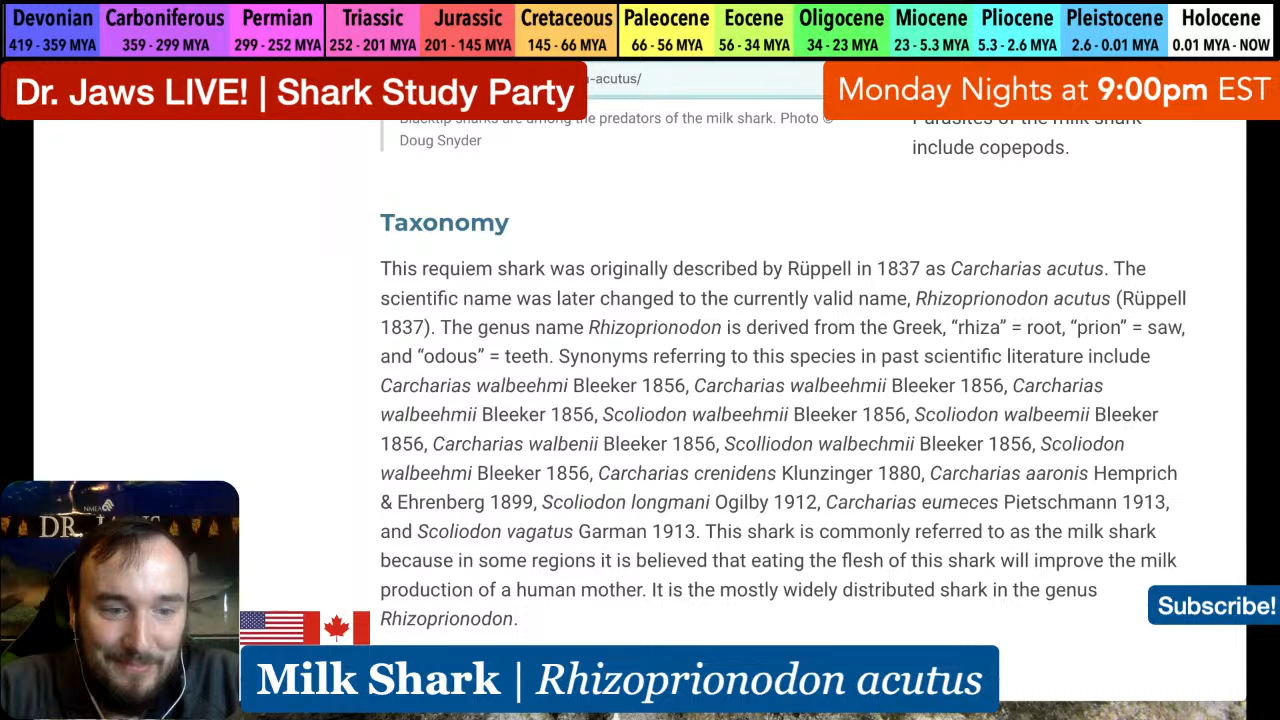 Devonian Carboniferous Permian Triassic Jurassic Cretaceous Paleocene Eocene Oligocene Miocene Pliocene Pleistocene Holocene
419 - 359 MYA 359 - 299 MYA 299 - 252 MYA 252 - 201 MYA 201 - 145 MYA 145 - 66 MYA 66 - 56 MYA 56 - 34 MYA 34 - 23 MYA 23 - 5.3 MYA 5.3 - 2.6 MYA 2.6 - 0.01 MYA 0.01 MYA - NOW
Dr. Jaws LIVE! | Shark Study Party
-acutus/
Monday Nights at 9:00pm EST
Blacktip sharks are among the predators of the milk shark. Photo ©
Doug Snyder
Parasites of the milk shark
include copepods.
Taxonomy
This requiem shark was originally described by Rüppell in 1837 as Carcharias acutus. The
scientific name was later changed to the currently valid name, Rhizoprionodon acutus (Rüppell
1837). The genus name Rhizoprionodon is derived from the Greek, “rhiza” = root, “prion” = saw,
and “odous” = teeth. Synonyms referring to this species in past scientific literature include
Carcharias walbeehmi Bleeker 1856, Carcharias walbeehmii Bleeker 1856, Carcharias
walbeehmii Bleeker 1856, Scoliodon walbeehmii Bleeker 1856, Scoliodon walbeemii Bleeker
1856, Carcharias walbenii Bleeker 1856, Scolliodon walbechmii Bleeker 1856, Scoliodon
walbeehmi Bleeker 1856, Carcharias crenidens Klunzinger 1880, Carcharias aaronis Hemprich
& Ehrenberg 1899, Scoliodon longmani Ogilby 1912, Carcharias eumeces Pietschmann 1913,
and Scoliodon vagatus Garman 1913. This shark is commonly referred to as the milk shark
because in some regions it is believed that eating the flesh of this shark will improve the milk
production of a human mother. It is the mostly widely distributed shark in the genus
Rhizoprionodon.
NMEA
DR. JAWS
Subscribe!
Milk Shark | Rhizoprionodon acutus